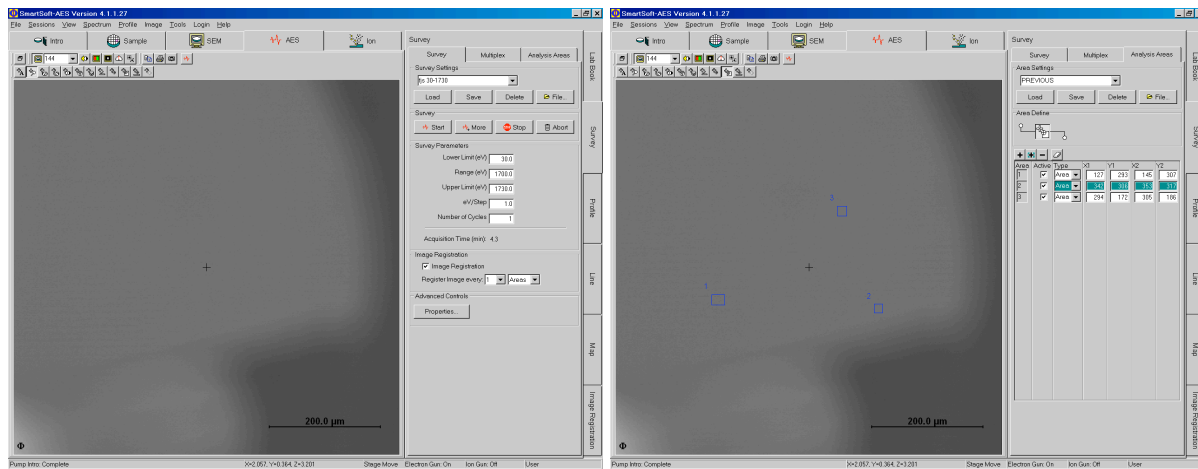 SmartSoft-AES Version 4.1.1.27
File Sessions View Spectrum Profile Image Tools Login Help
Intro Sample SEM AES Ion
144
200.0 µm
Φ
Survey
Survey Multiplex Analysis Areas
Survey Settings
tjs 30-1730
Load Save Delete File...
Survey
Start More Stop Abort
Survey Parameters
Lower Limit (eV) 30.0
Range (eV) 1700.0
Upper Limit (eV) 1730.0
eV/Step 1.0
Number of Cycles 1
Acquisition Time (min): 4.3
Image Registration
Image Registration
Register Image every: 1 Areas
Advanced Controls
Properties...
Lab Book
Survey
Profile
Line
Map
Image Registration
Pump Intro: Complete X=2.057, Y=0.364, Z=3.201 Stage Move Electron Gun: On Ion Gun: Off User
SmartSoft-AES Version 4.1.1.27
File Sessions View Spectrum Profile Image Tools Login Help
Intro Sample SEM AES Ion
144
3
1
2
200.0 µm
Φ
Survey
Survey Multiplex Analysis Areas
Area Settings
PREVIOUS
Load Save Delete File...
Area Define
Area Active Type X1 Y1 X2 Y2
1 Area 127 293 145 307
2 Area 342 306 353 317
3 Area 294 172 305 186
Lab Book
Survey
Profile
Line
Map
Image Registration
Pump Intro: Complete X=2.057, Y=0.364, Z=3.201 Stage Move Electron Gun: On Ion Gun: Off User